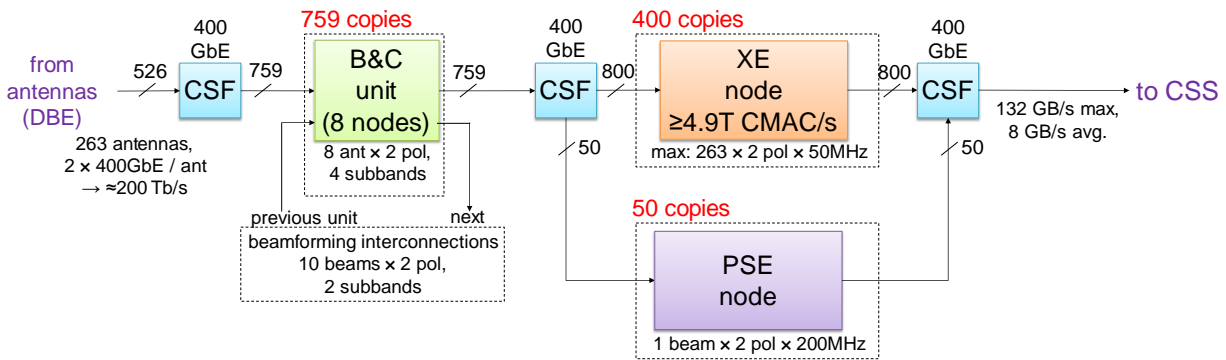 759 copies
400 copies
400
GbE
400
GbE
400
GbE
from
antennas
(DBE)
526
CSF
759
B&C
unit
(8 nodes)
759
CSF
800
XE
node
≥4.9T CMAC/s
800
CSF
to CSS
132 GB/s max,
8 GB/s avg.
263 antennas,
2 × 400GbE / ant
→ ≈200 Tb/s
8 ant × 2 pol,
4 subbands
50
max: 263 × 2 pol × 50MHz
50
previous unit
next
beamforming interconnections
10 beams × 2 pol,
2 subbands
50 copies
PSE
node
1 beam × 2 pol × 200MHz